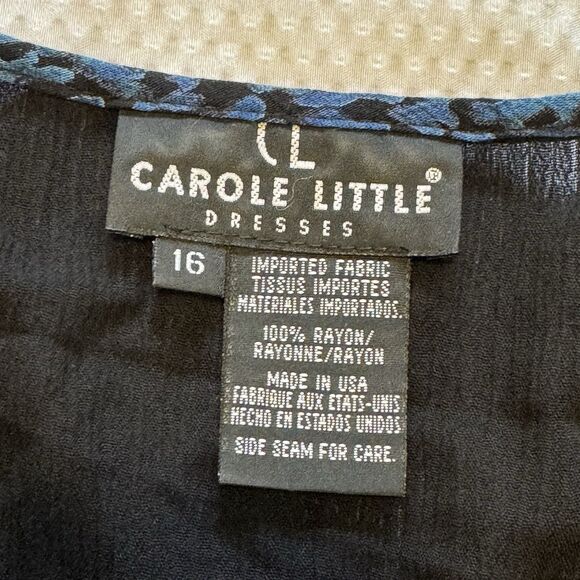 CL
CAROLE LITTLE®
DRESSES
16
IMPORTED FABRIC
TISSUS IMPORTES
MATERIALES IMPORTADOS
100% RAYON/
RAYONNE/RAYON
MADE IN USA
FABRIQUE AUX ETATS-UNIS
HECHO EN ESTADOS UNIDOS
SIDE SEAM FOR CARE.